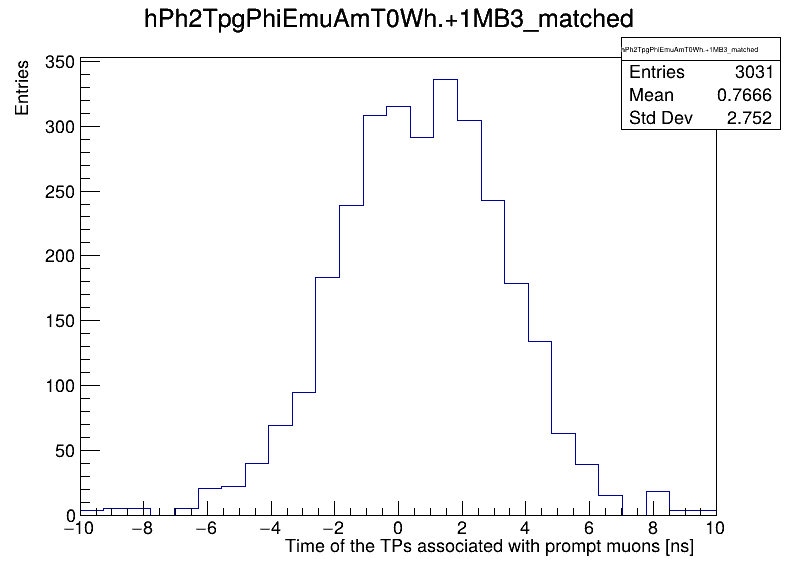 hPh2TpgPhiEmuAmT0Wh.+1MB3_matched
hPh2TpgPhiEmuAmT0Wh.+1MB3_matched
Entries 3031
Mean 0.7666
Std Dev 2.752
Entries
350
300
250
200
150
100
50
0
−10 −8 −6 −4 −2 0 2 4 6 8 10
Time of the TPs associated with prompt muons [ns]